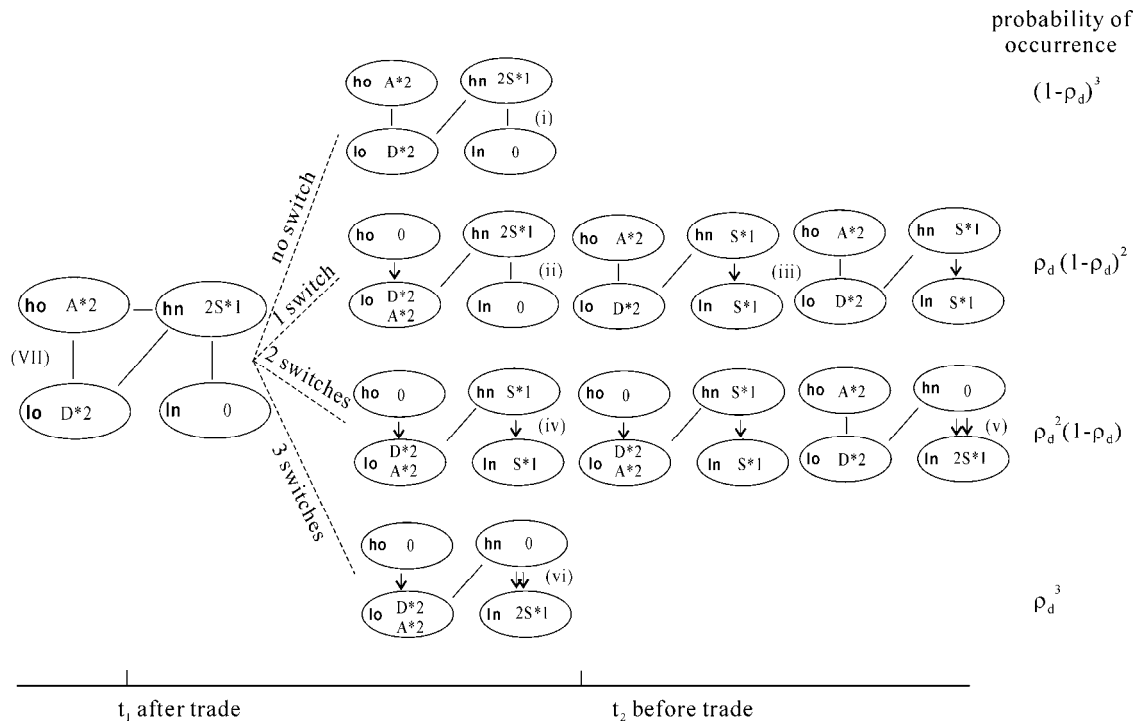 probability of
occurrence
ho A*2
hn 2S*1
(1-ρd)³
(i)
lo D*2
ln 0
no switch
ho 0
hn 2S*1
ho A*2
hn S*1
ho A*2
hn S*1
(ii)
(iii)
ρd (1-ρd)²
lo D*2
A*2
ln 0
lo D*2
ln S*1
lo D*2
ln S*1
1 switch
ho A*2
hn 2S*1
(VII)
lo D*2
ln 0
2 switches
ho 0
hn S*1
ho 0
hn S*1
ho A*2
hn 0
(iv)
(v)
ρd²(1-ρd)
lo D*2
A*2
ln S*1
lo D*2
A*2
ln S*1
lo D*2
ln 2S*1
3 switches
ho 0
hn 0
(vi)
lo D*2
A*2
ln 2S*1
ρd³
t₁ after trade
t₂ before trade